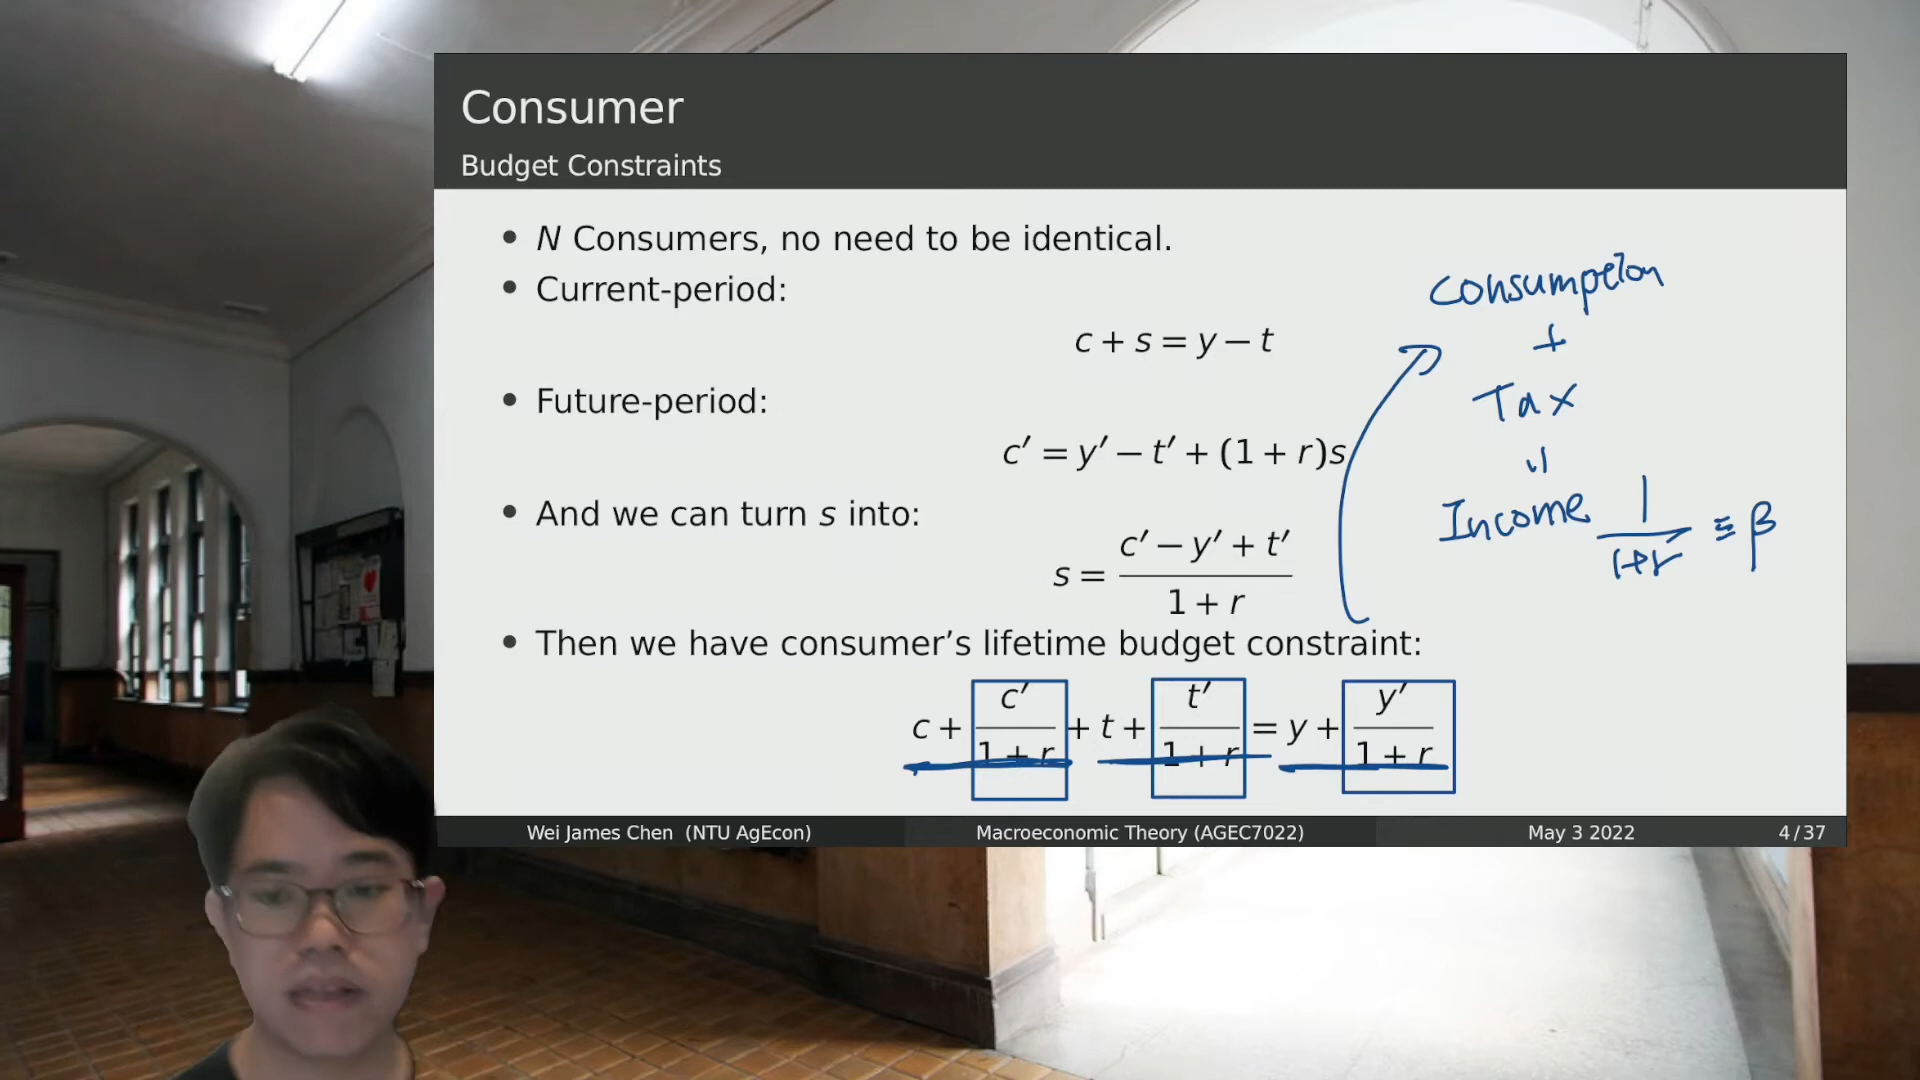 Consumer
Budget Constraints
• N Consumers, no need to be identical.
• Current-period:
c + s = y − t
• Future-period:
c′ = y′ − t′ + (1 + r)s
• And we can turn s into:
s = (c′ − y′ + t′) / (1 + r)
• Then we have consumer’s lifetime budget constraint:
c + c′/(1 + r) + t + t′/(1 + r) = y + y′/(1 + r)
Consumption
+
Tax
=
Income
1/(1+r) ≡ β
Wei James Chen (NTU AgEcon) Macroeconomic Theory (AGEC7022) May 3 2022 4/37